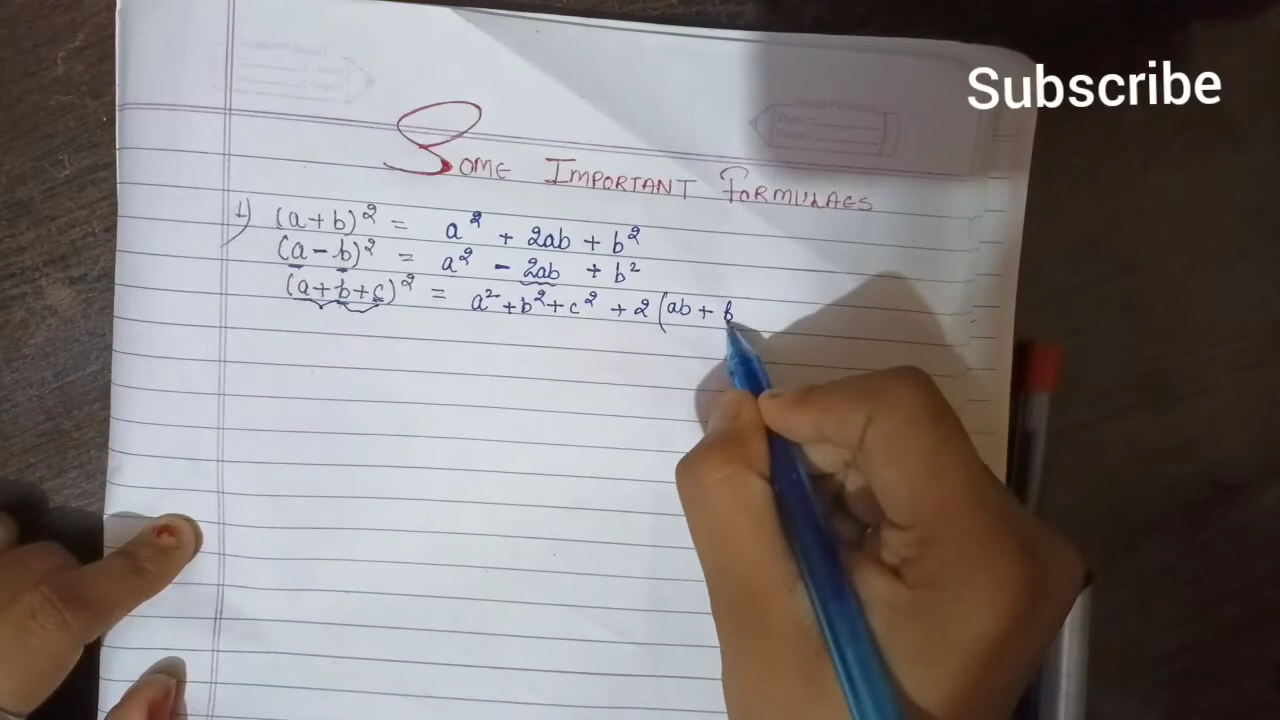 Subscribe
SOME IMPORTANT FORMULAES
1) (a+b)² = a² + 2ab + b²
(a-b)² = a² - 2ab + b²
(a+b+c)² = a²+b²+c² + 2(ab + b